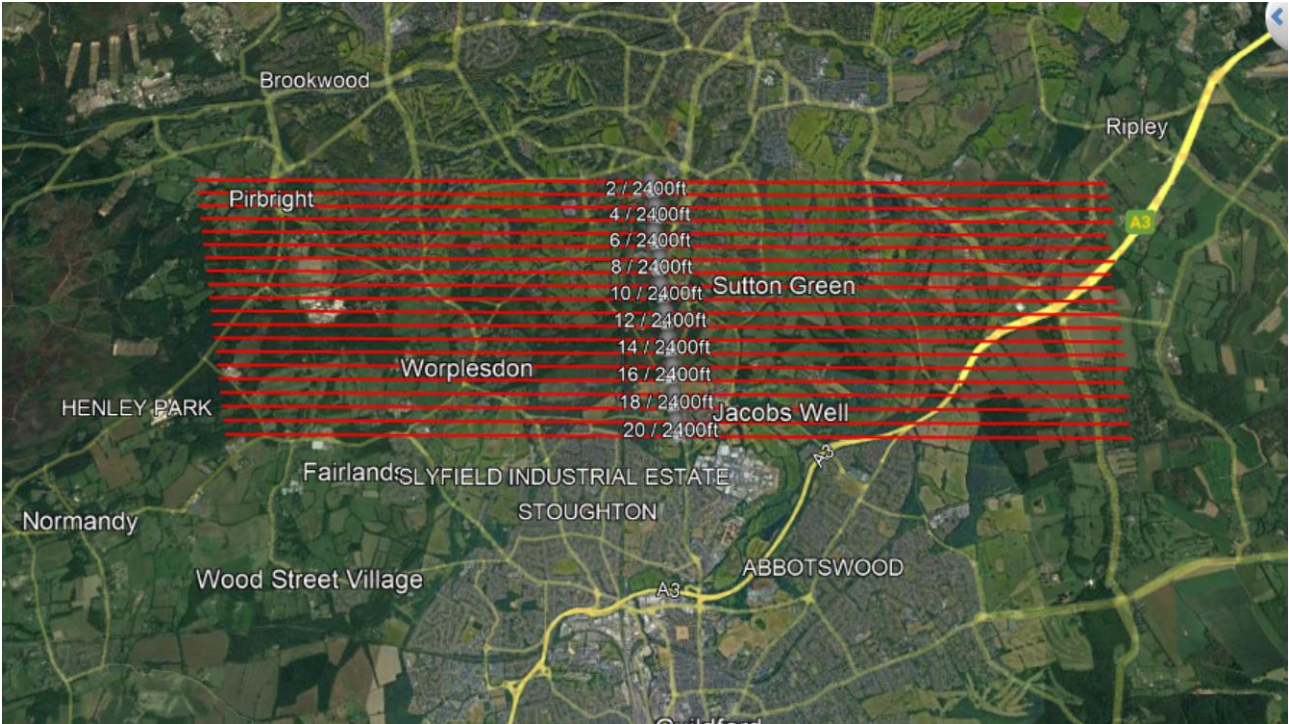 Brookwood
Ripley
Pirbright
2 / 2400ft
4 / 2400ft
A3
6 / 2400ft
8 / 2400ft
Sutton Green
10 / 2400ft
12 / 2400ft
14 / 2400ft
Worplesdon
16 / 2400ft
18 / 2400ft
HENLEY PARK
Jacobs Well
20 / 2400ft
A3
Fairlands
SLYFIELD INDUSTRIAL ESTATE
STOUGHTON
Normandy
ABBOTSWOOD
Wood Street Village
A3
Guildford